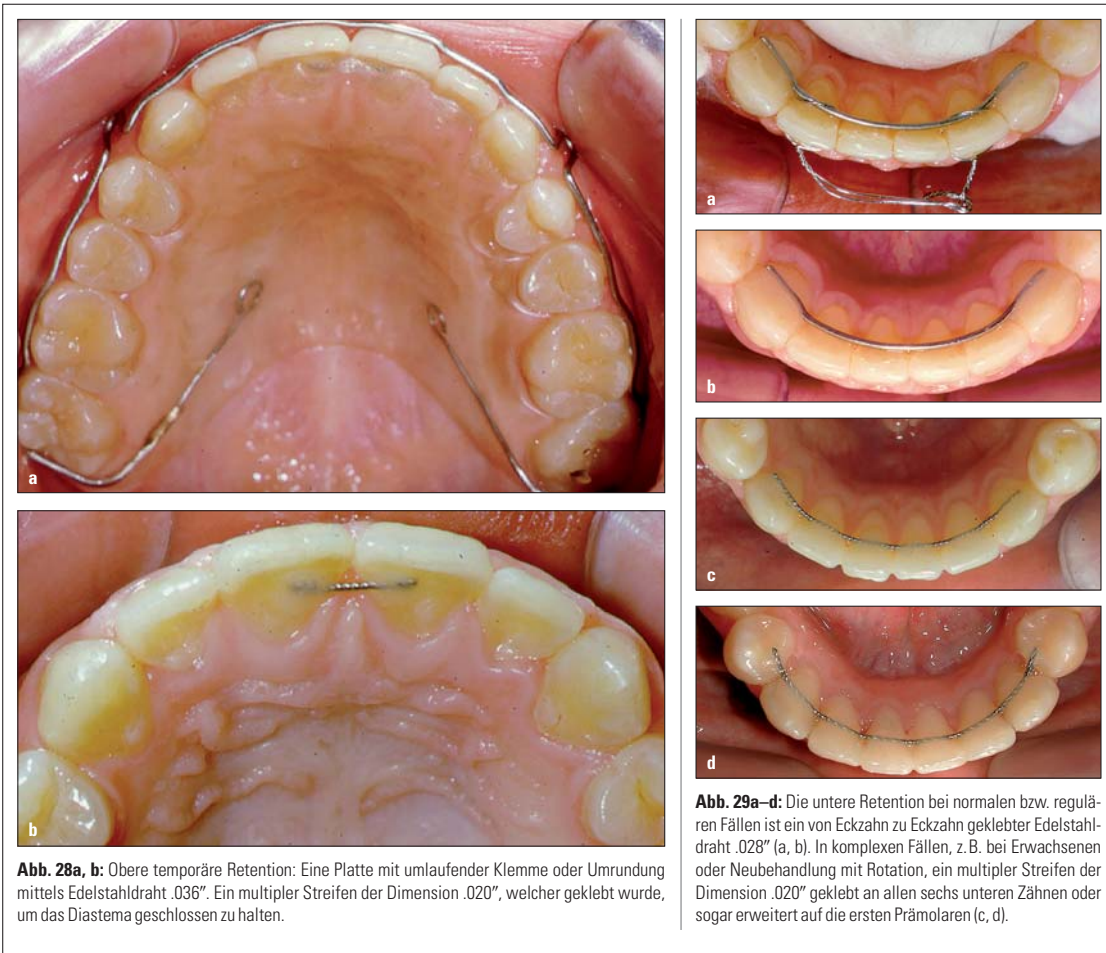 a
b
Abb. 28a, b: Obere temporäre Retention: Eine Platte mit umlaufender Klemme oder Umrundung
mittels Edelstahldraht .036″. Ein multipler Streifen der Dimension .020″, welcher geklebt wurde,
um das Diastema geschlossen zu halten.
a
b
c
d
Abb. 29a–d: Die untere Retention bei normalen bzw. regulä-
ren Fällen ist ein von Eckzahn zu Eckzahn geklebter Edelstahl-
draht .028″ (a, b). In komplexen Fällen, z.B. bei Erwachsenen
oder Neubehandlung mit Rotation, ein multipler Streifen der
Dimension .020″ geklebt an allen sechs unteren Zähnen oder
sogar erweitert auf die ersten Prämolaren (c, d).